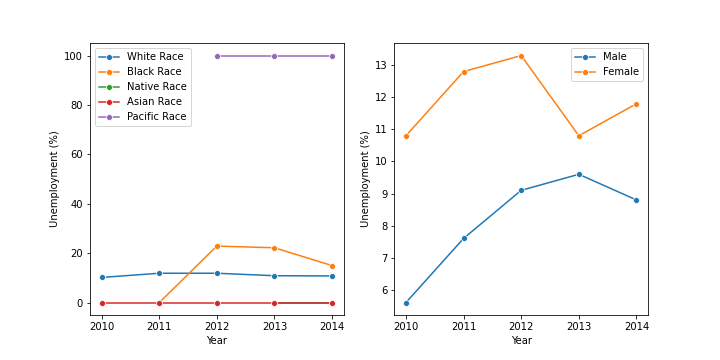 White Race
Black Race
Native Race
Asian Race
Pacific Race
100
80
60
40
20
0
Unemployment (%)
2010 2011 2012 2013 2014
Year
Male
Female
13
12
11
10
9
8
7
6
Unemployment (%)
2010 2011 2012 2013 2014
Year